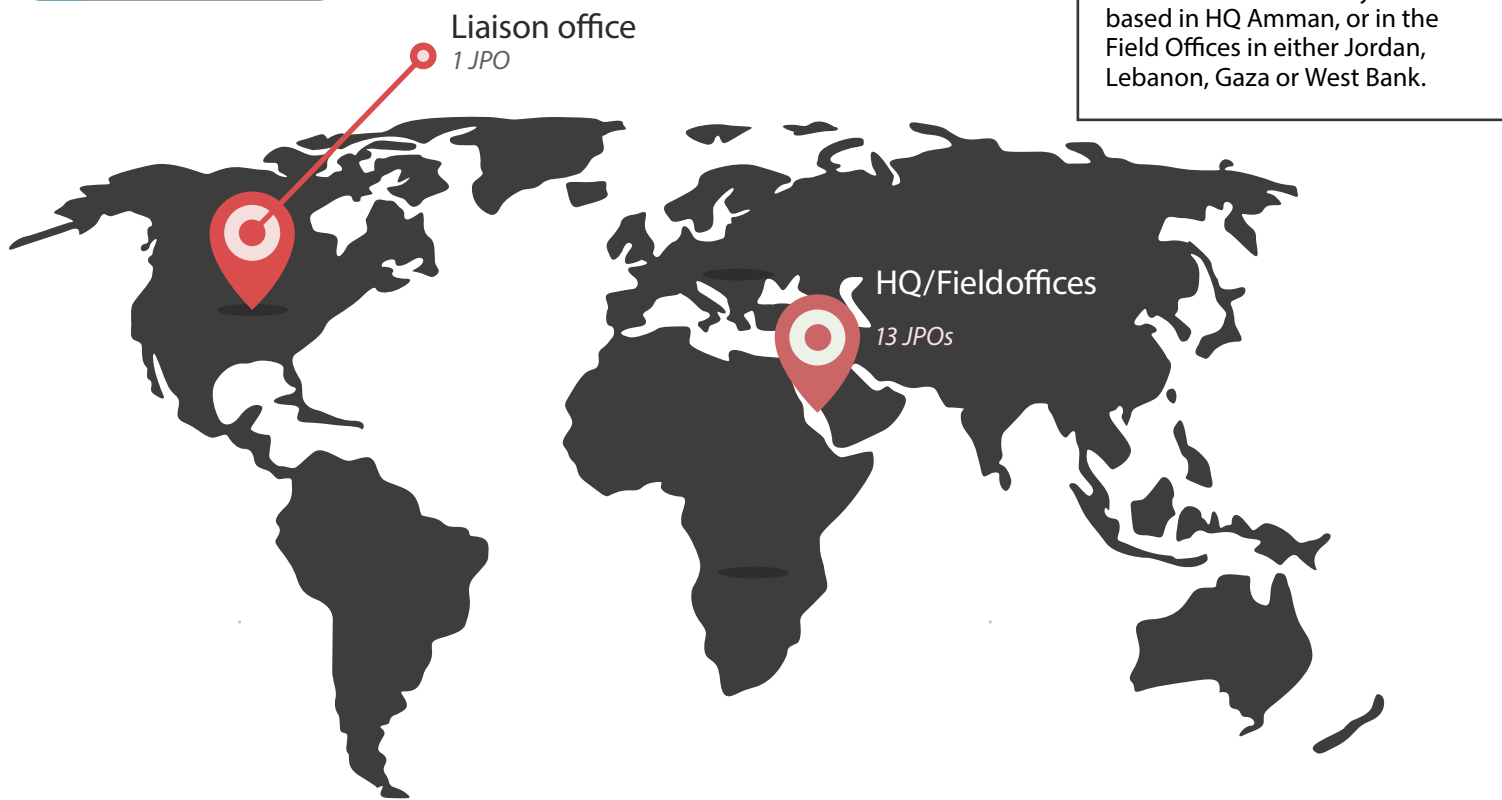 Liaison office
1 JPO
based in HQ Amman, or in the
Field Offices in either Jordan,
Lebanon, Gaza or West Bank.
HQ/Fieldoffices
13 JPOs